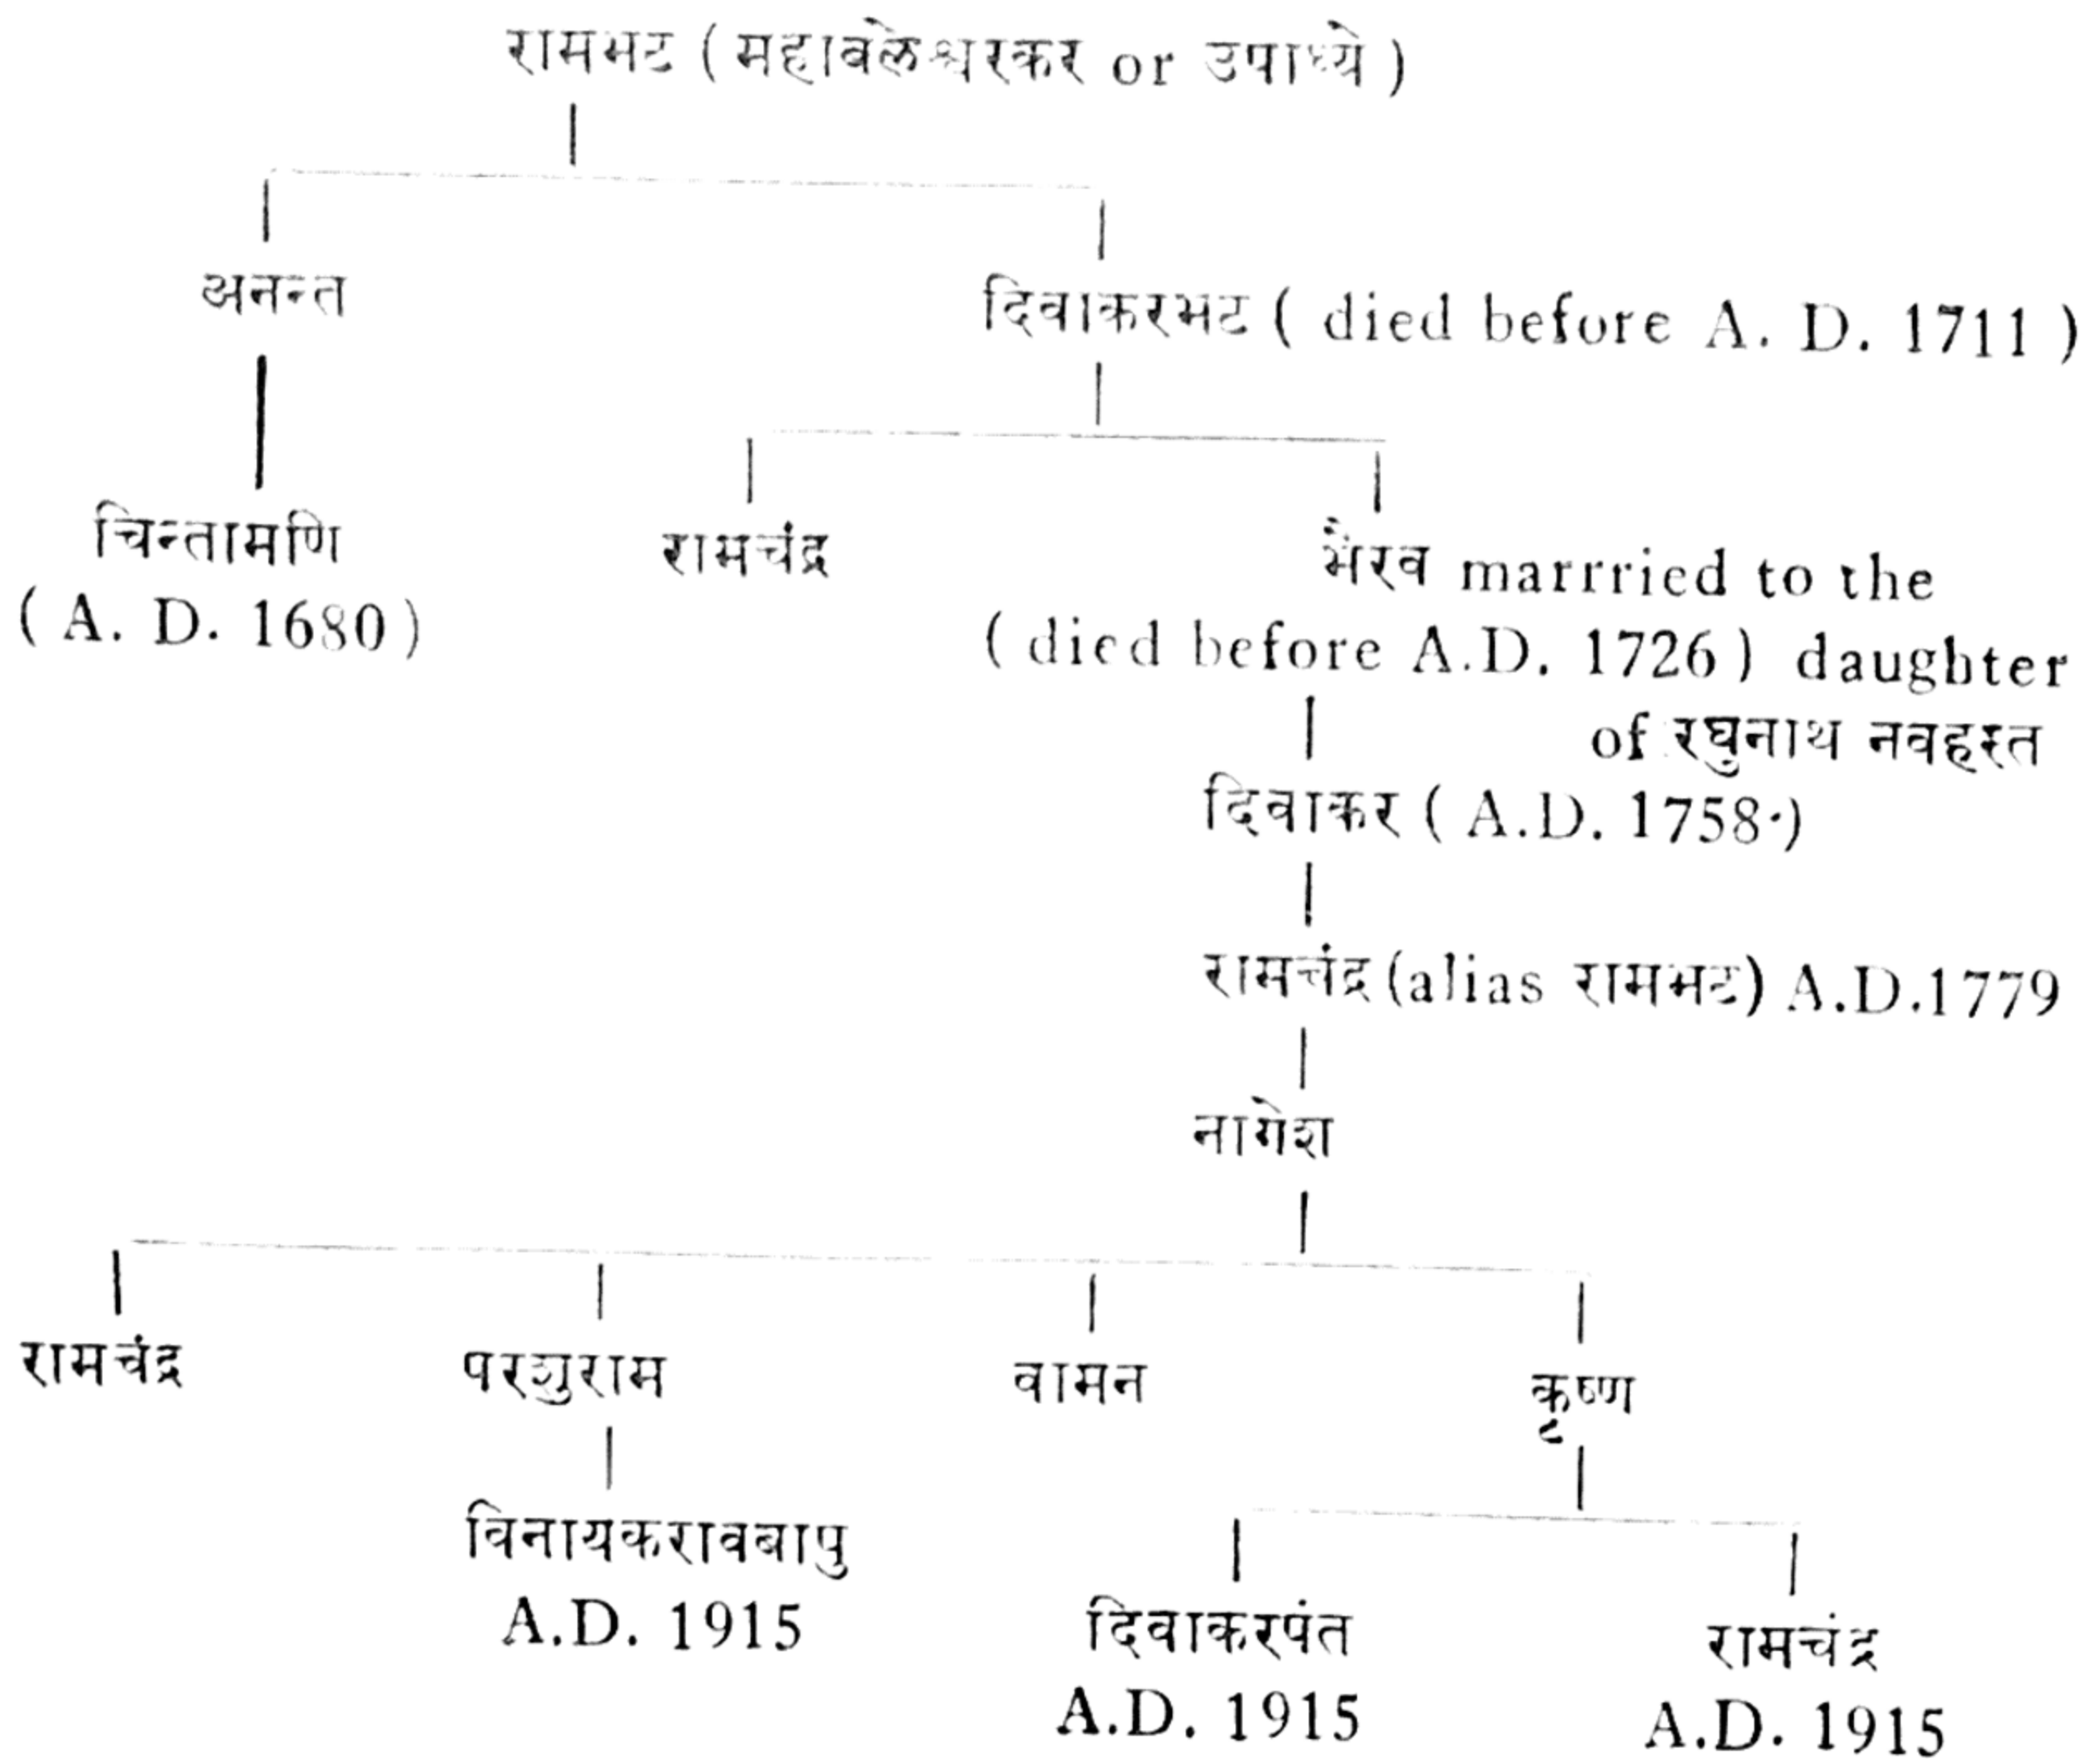 रामभट ( महाबळेश्वरकर or उपाध्ये )
अनन्त
दिवाकरभट ( died before A. D. 1711 )
चिन्तामणि
( A. D. 1680 )
रामचंद्र
भैरव marrried to the
( died before A.D. 1726 ) daughter
of रघुनाथ नवहस्त
दिवाकर ( A.D. 1758 )
रामचंद्र (alias रामभट) A.D.1779
नागेश
रामचंद्र
परशुराम
वामन
कृष्ण
विनायकरावबापु
A.D. 1915
दिवाकरपंत
A.D. 1915
रामचंद्र
A.D. 1915